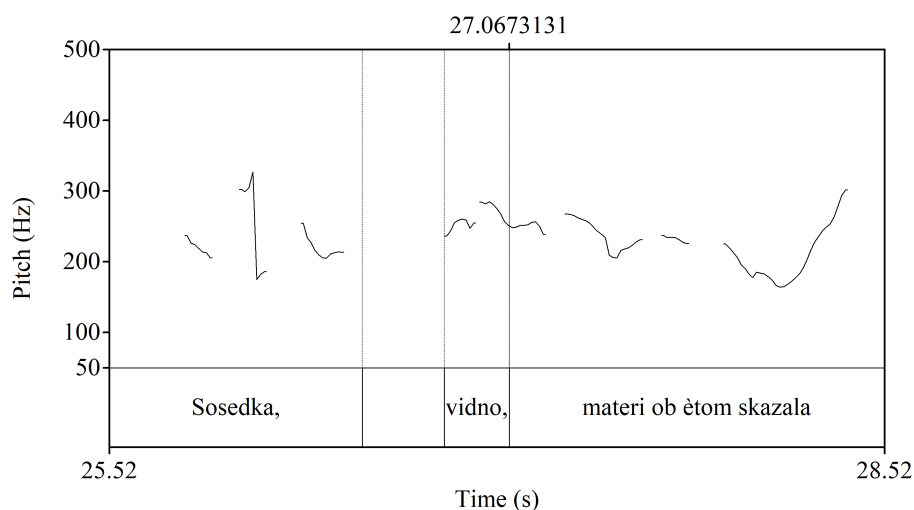 27.0673131
500
400
300
200
100
50
Pitch (Hz)
Sosedka, vidno, materi ob ètom skazala
25.52 28.52
Time (s)